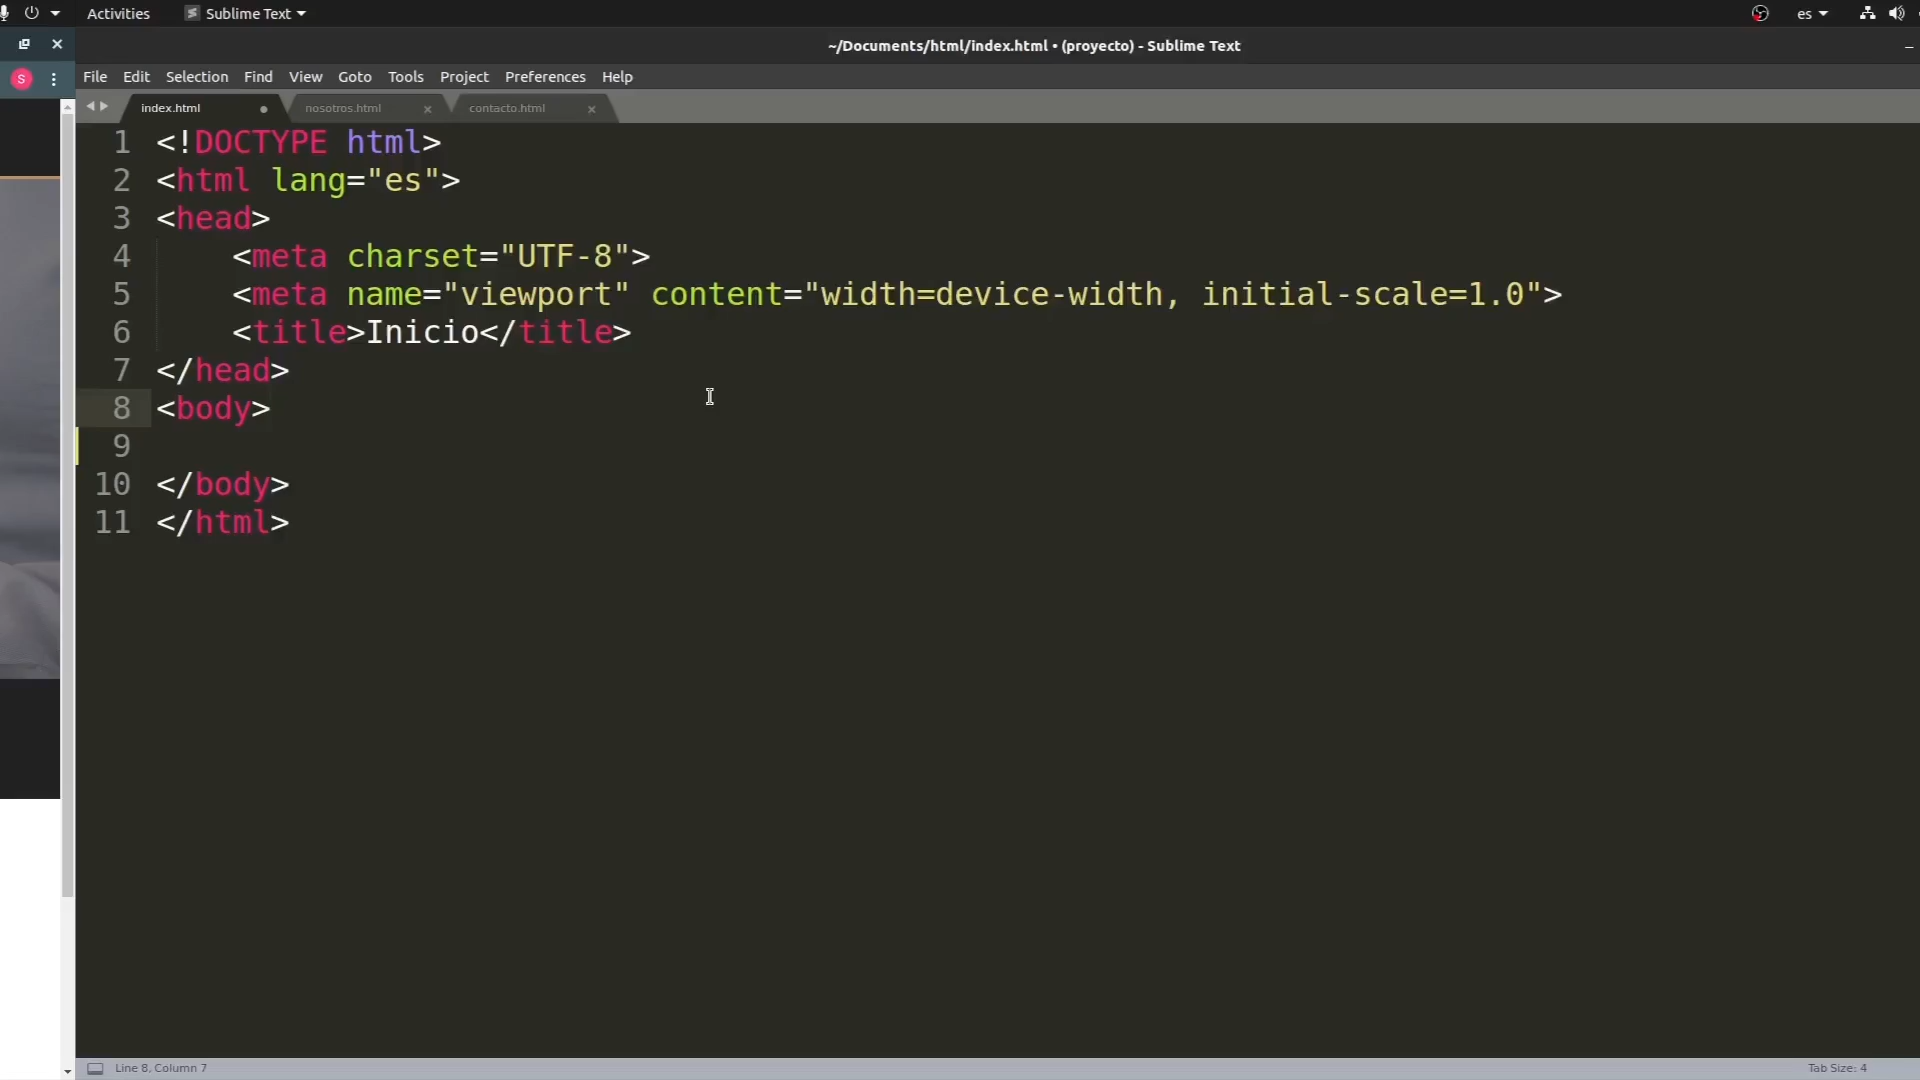 Activities Sublime Text es
~/Documents/html/index.html • (proyecto) - Sublime Text
S File Edit Selection Find View Goto Tools Project Preferences Help
index.html nosotros.html contacto.html
1 <!DOCTYPE html>
2 <html lang="es">
3 <head>
4 <meta charset="UTF-8">
5 <meta name="viewport" content="width=device-width, initial-scale=1.0">
6 <title>Inicio</title>
7 </head>
8 <body>
9
10 </body>
11 </html>
Line 8, Column 7 Tab Size: 4